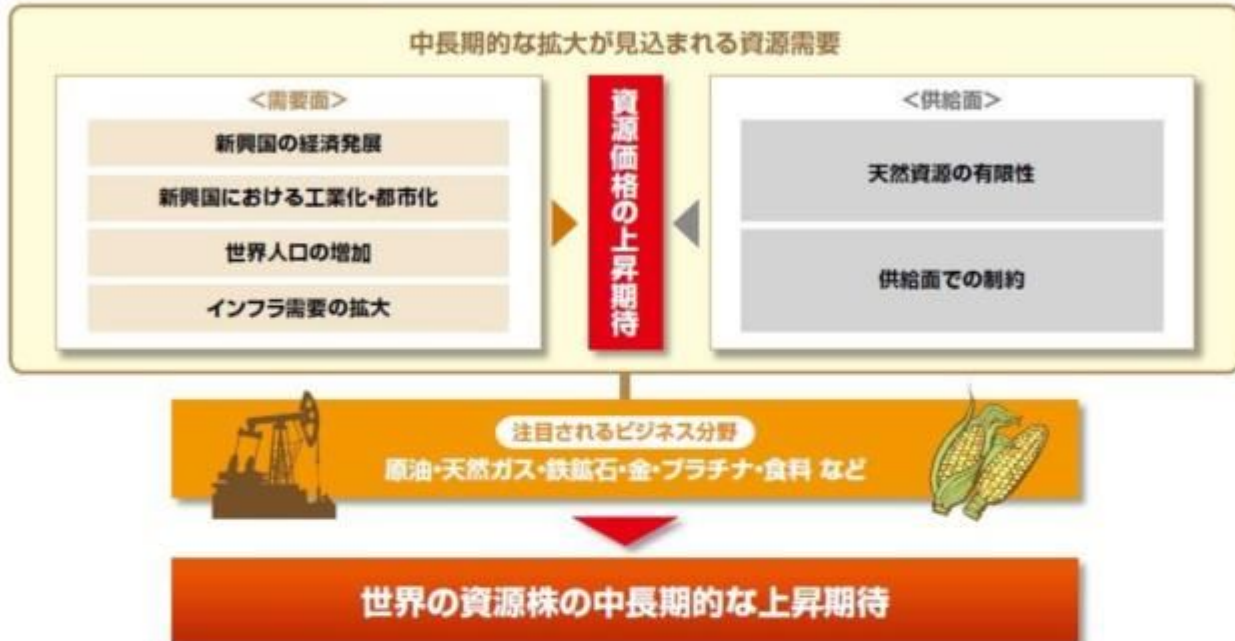 中長期的な拡大が見込まれる資源需要
＜需要面＞
新興国の経済発展
新興国における工業化・都市化
世界人口の増加
インフラ需要の拡大
資源価格の上昇期待
＜供給面＞
天然資源の有限性
供給面での制約
注目されるビジネス分野
原油・天然ガス・鉄鉱石・金・プラチナ・食料 など
世界の資源株の中長期的な上昇期待